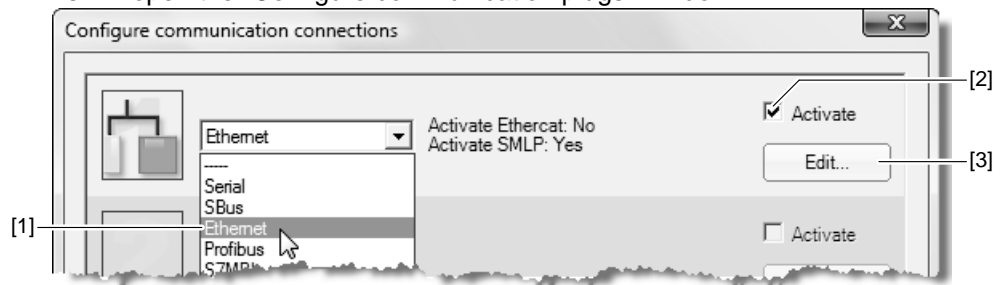 Configure communication connections
[2]
Activate
Ethernet
Activate Ethercat: No
Activate SMLP: Yes
Edit...
[3]
-----
Serial
SBus
[1]
Ethernet
Profibus
Activate